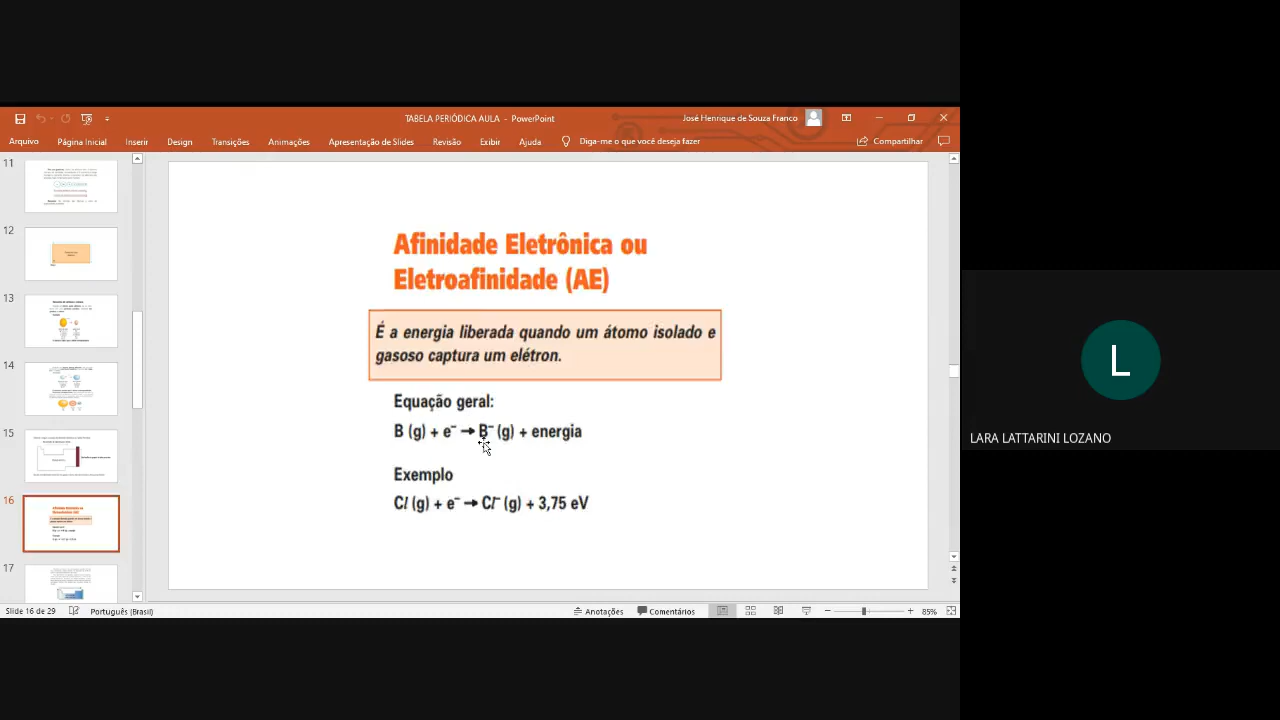 TABELA PERIÓDICA AULA - PowerPoint
José Henrique de Souza Franco
Arquivo Página Inicial Inserir Design Transições Animações Apresentação de Slides Revisão Exibir Ajuda Diga-me o que você deseja fazer Compartilhar
11
12
13
14
15
16
17
Afinidade Eletrônica ou
Eletroafinidade (AE)
É a energia liberada quando um átomo isolado e
gasoso captura um elétron.
Equação geral:
B (g) + e⁻ → B⁻ (g) + energia
Exemplo
Cl (g) + e⁻ → Cl⁻ (g) + 3,75 eV
Slide 16 de 29 Português (Brasil) Anotações Comentários 85%
L
LARA LATTARINI LOZANO